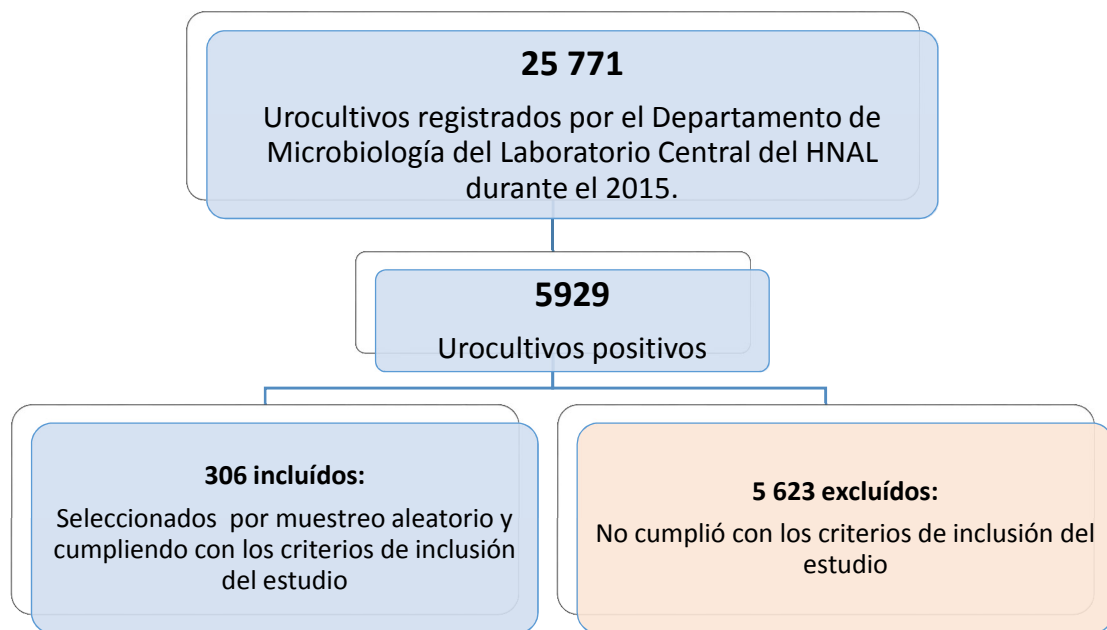 25 771
Urocultivos registrados por el Departamento de
Microbiología del Laboratorio Central del HNAL
durante el 2015.
5929
Urocultivos positivos
306 incluídos:
Seleccionados por muestreo aleatorio y
cumpliendo con los criterios de inclusión
del estudio
5 623 excluídos:
No cumplió con los criterios de inclusión del
estudio